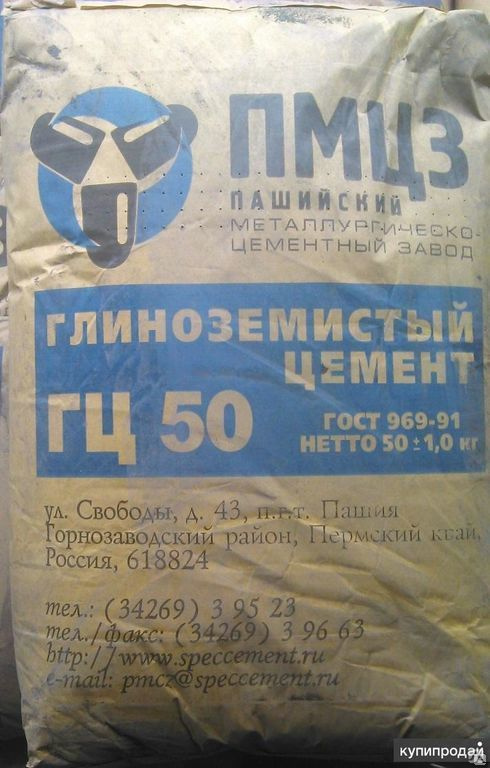 ПМЦЗ
ПАШИЙСКИЙ
МЕТАЛЛУРГИЧЕСКО-
ЦЕМЕНТНЫЙ ЗАВОД
ГЛИНОЗЕМИСТЫЙ
ЦЕМЕНТ
ГЦ 50
ГОСТ 969-91
НЕТТО 50 ± 1,0 кг
ул. Свободы, д. 43, п.г.т. Пашия
Горнозаводский район, Пермский край,
Россия, 618824
тел.: (34269) 3 95 23
тел./факс: (34269) 3 96 63
http://www.speccement.ru
e-mail: pmcz@speccement.ru
купипродай